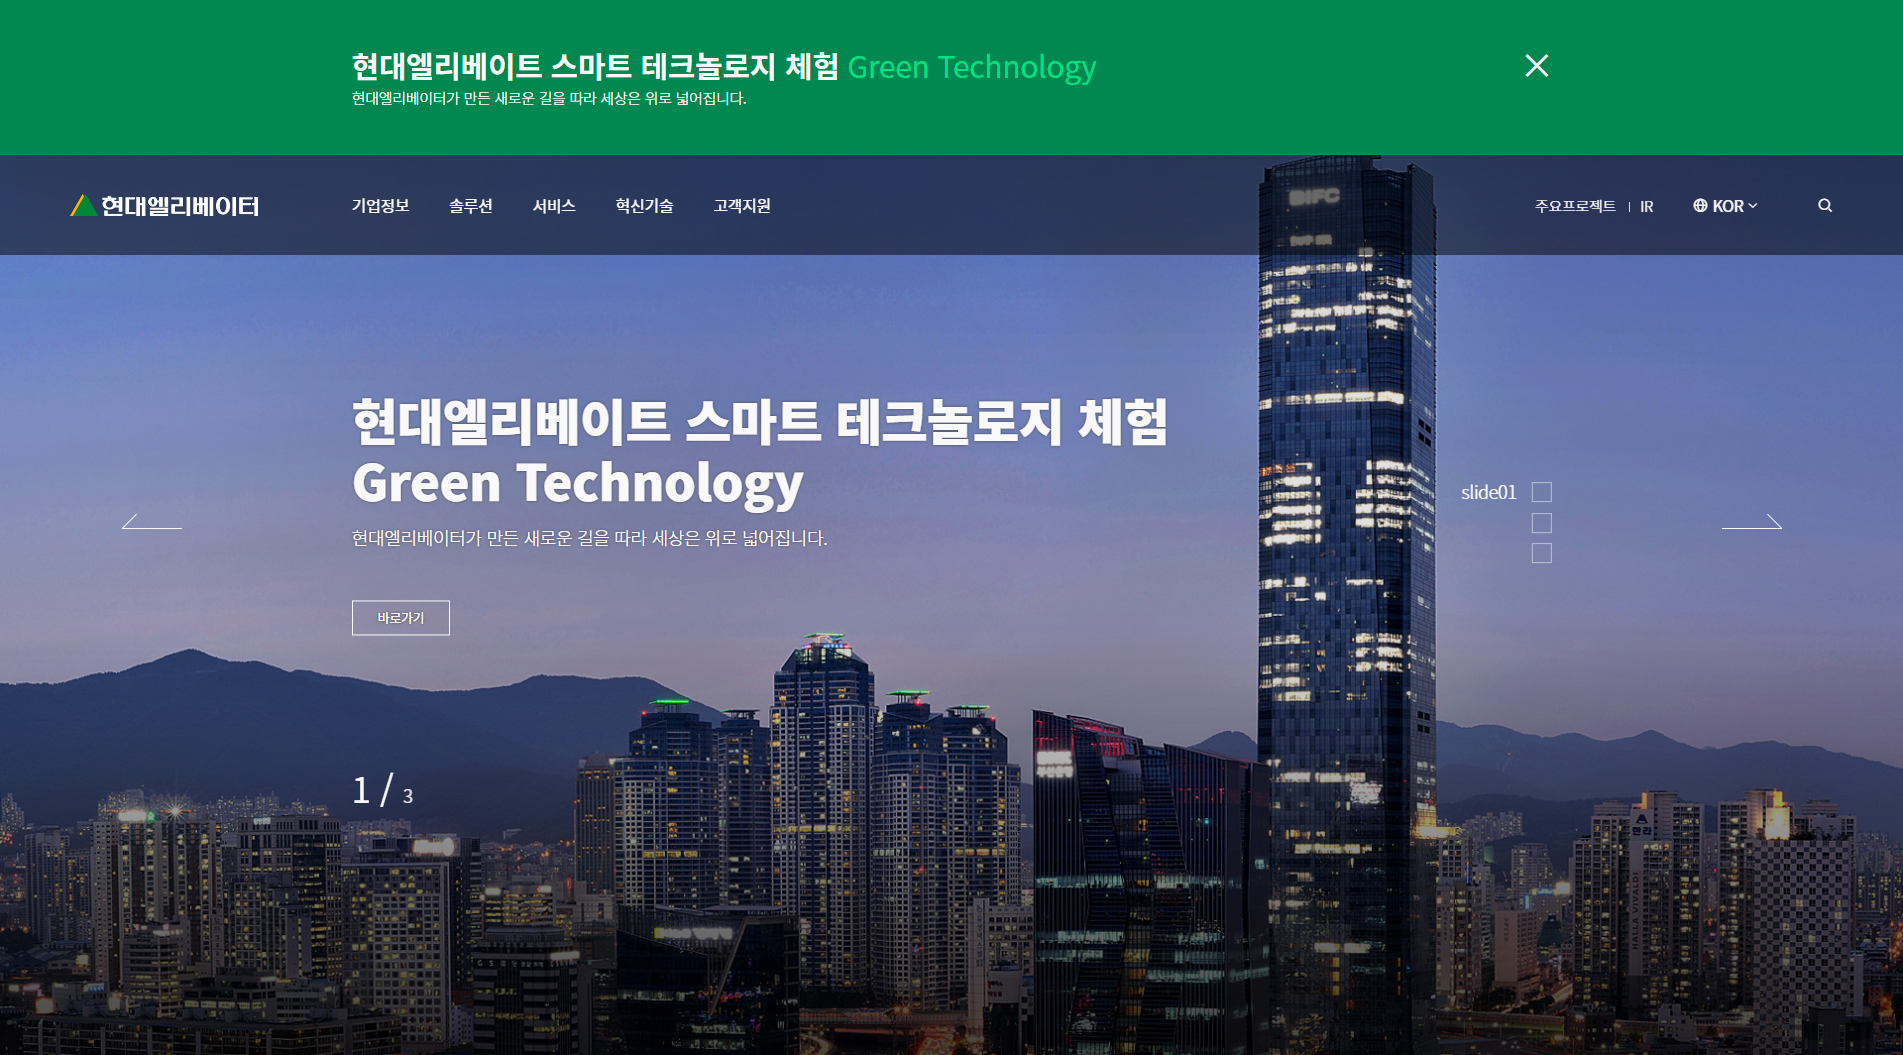 현대엘리베이트 스마트 테크놀로지 체험 Green Technology
현대엘리베이터가 만든 새로운 길을 따라 세상은 위로 넓어집니다.
현대엘리베이터
기업정보 솔루션 서비스 혁신기술 고객지원
주요프로젝트 IR KOR
BIFC
현대엘리베이트 스마트 테크놀로지 체험
Green Technology
현대엘리베이터가 만든 새로운 길을 따라 세상은 위로 넓어집니다.
slide01
바로가기
1 / 3
한라
HALLA VIVALDI